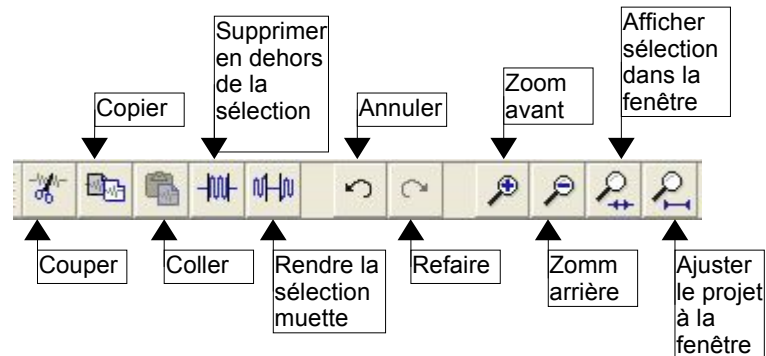 Supprimer
en dehors
de la
sélection
Afficher
sélection
dans la
fenêtre
Zoom
avant
Copier
Annuler
Couper
Coller
Rendre la
sélection
muette
Refaire
Zomm
arrière
Ajuster
le projet
à la
fenêtre